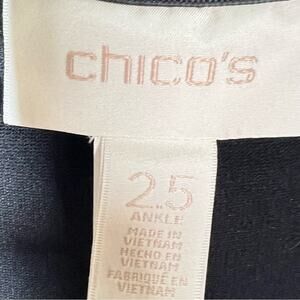 chico's
2.5
ANKLE
MADE IN
VIETNAM
HECHO EN
VIETNAM
FABRIQUÉ EN
VIETNAM